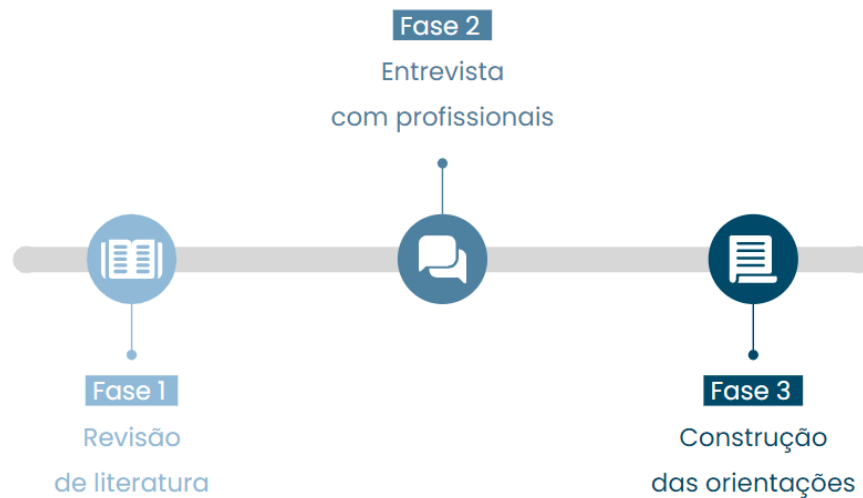 Fase 2
Entrevista
com profissionais
Fase 1
Revisão
de literatura
Fase 3
Construção
das orientações